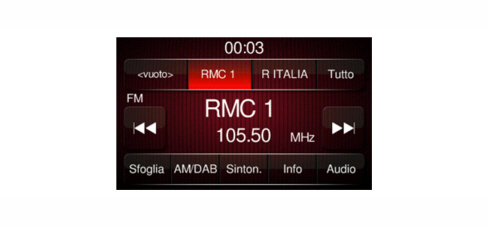 00:03
<vuoto> RMC 1 R ITALIA Tutto
FM
RMC 1
105.50 MHz
Sfoglia AM/DAB Sinton. Info Audio